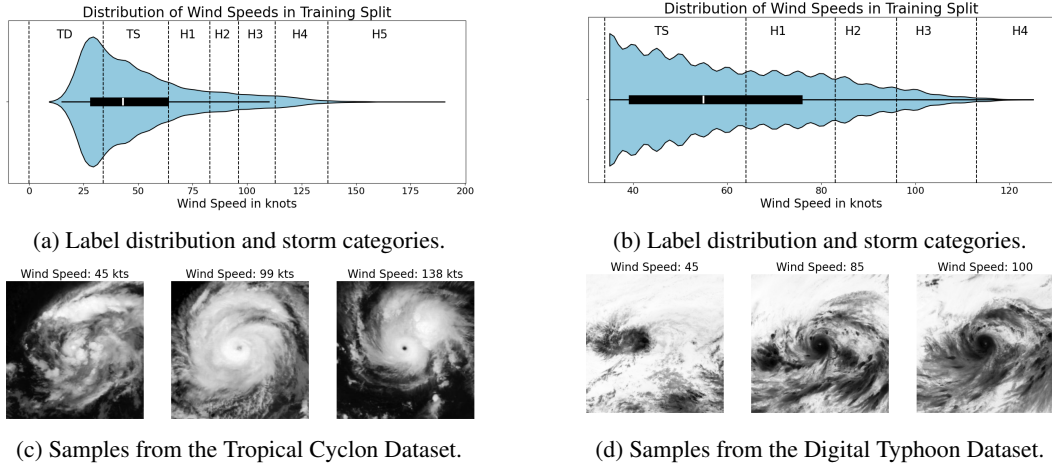 Distribution of Wind Speeds in Training Split
TD TS H1 H2 H3 H4 H5
0 25 50 75 100 125 150 175 200
Wind Speed in knots
(a) Label distribution and storm categories.
Distribution of Wind Speeds in Training Split
TS H1 H2 H3 H4
40 60 80 100 120
Wind Speed in knots
(b) Label distribution and storm categories.
Wind Speed: 45 kts Wind Speed: 99 kts Wind Speed: 138 kts
(c) Samples from the Tropical Cyclon Dataset.
Wind Speed: 45 Wind Speed: 85 Wind Speed: 100
(d) Samples from the Digital Typhoon Dataset.